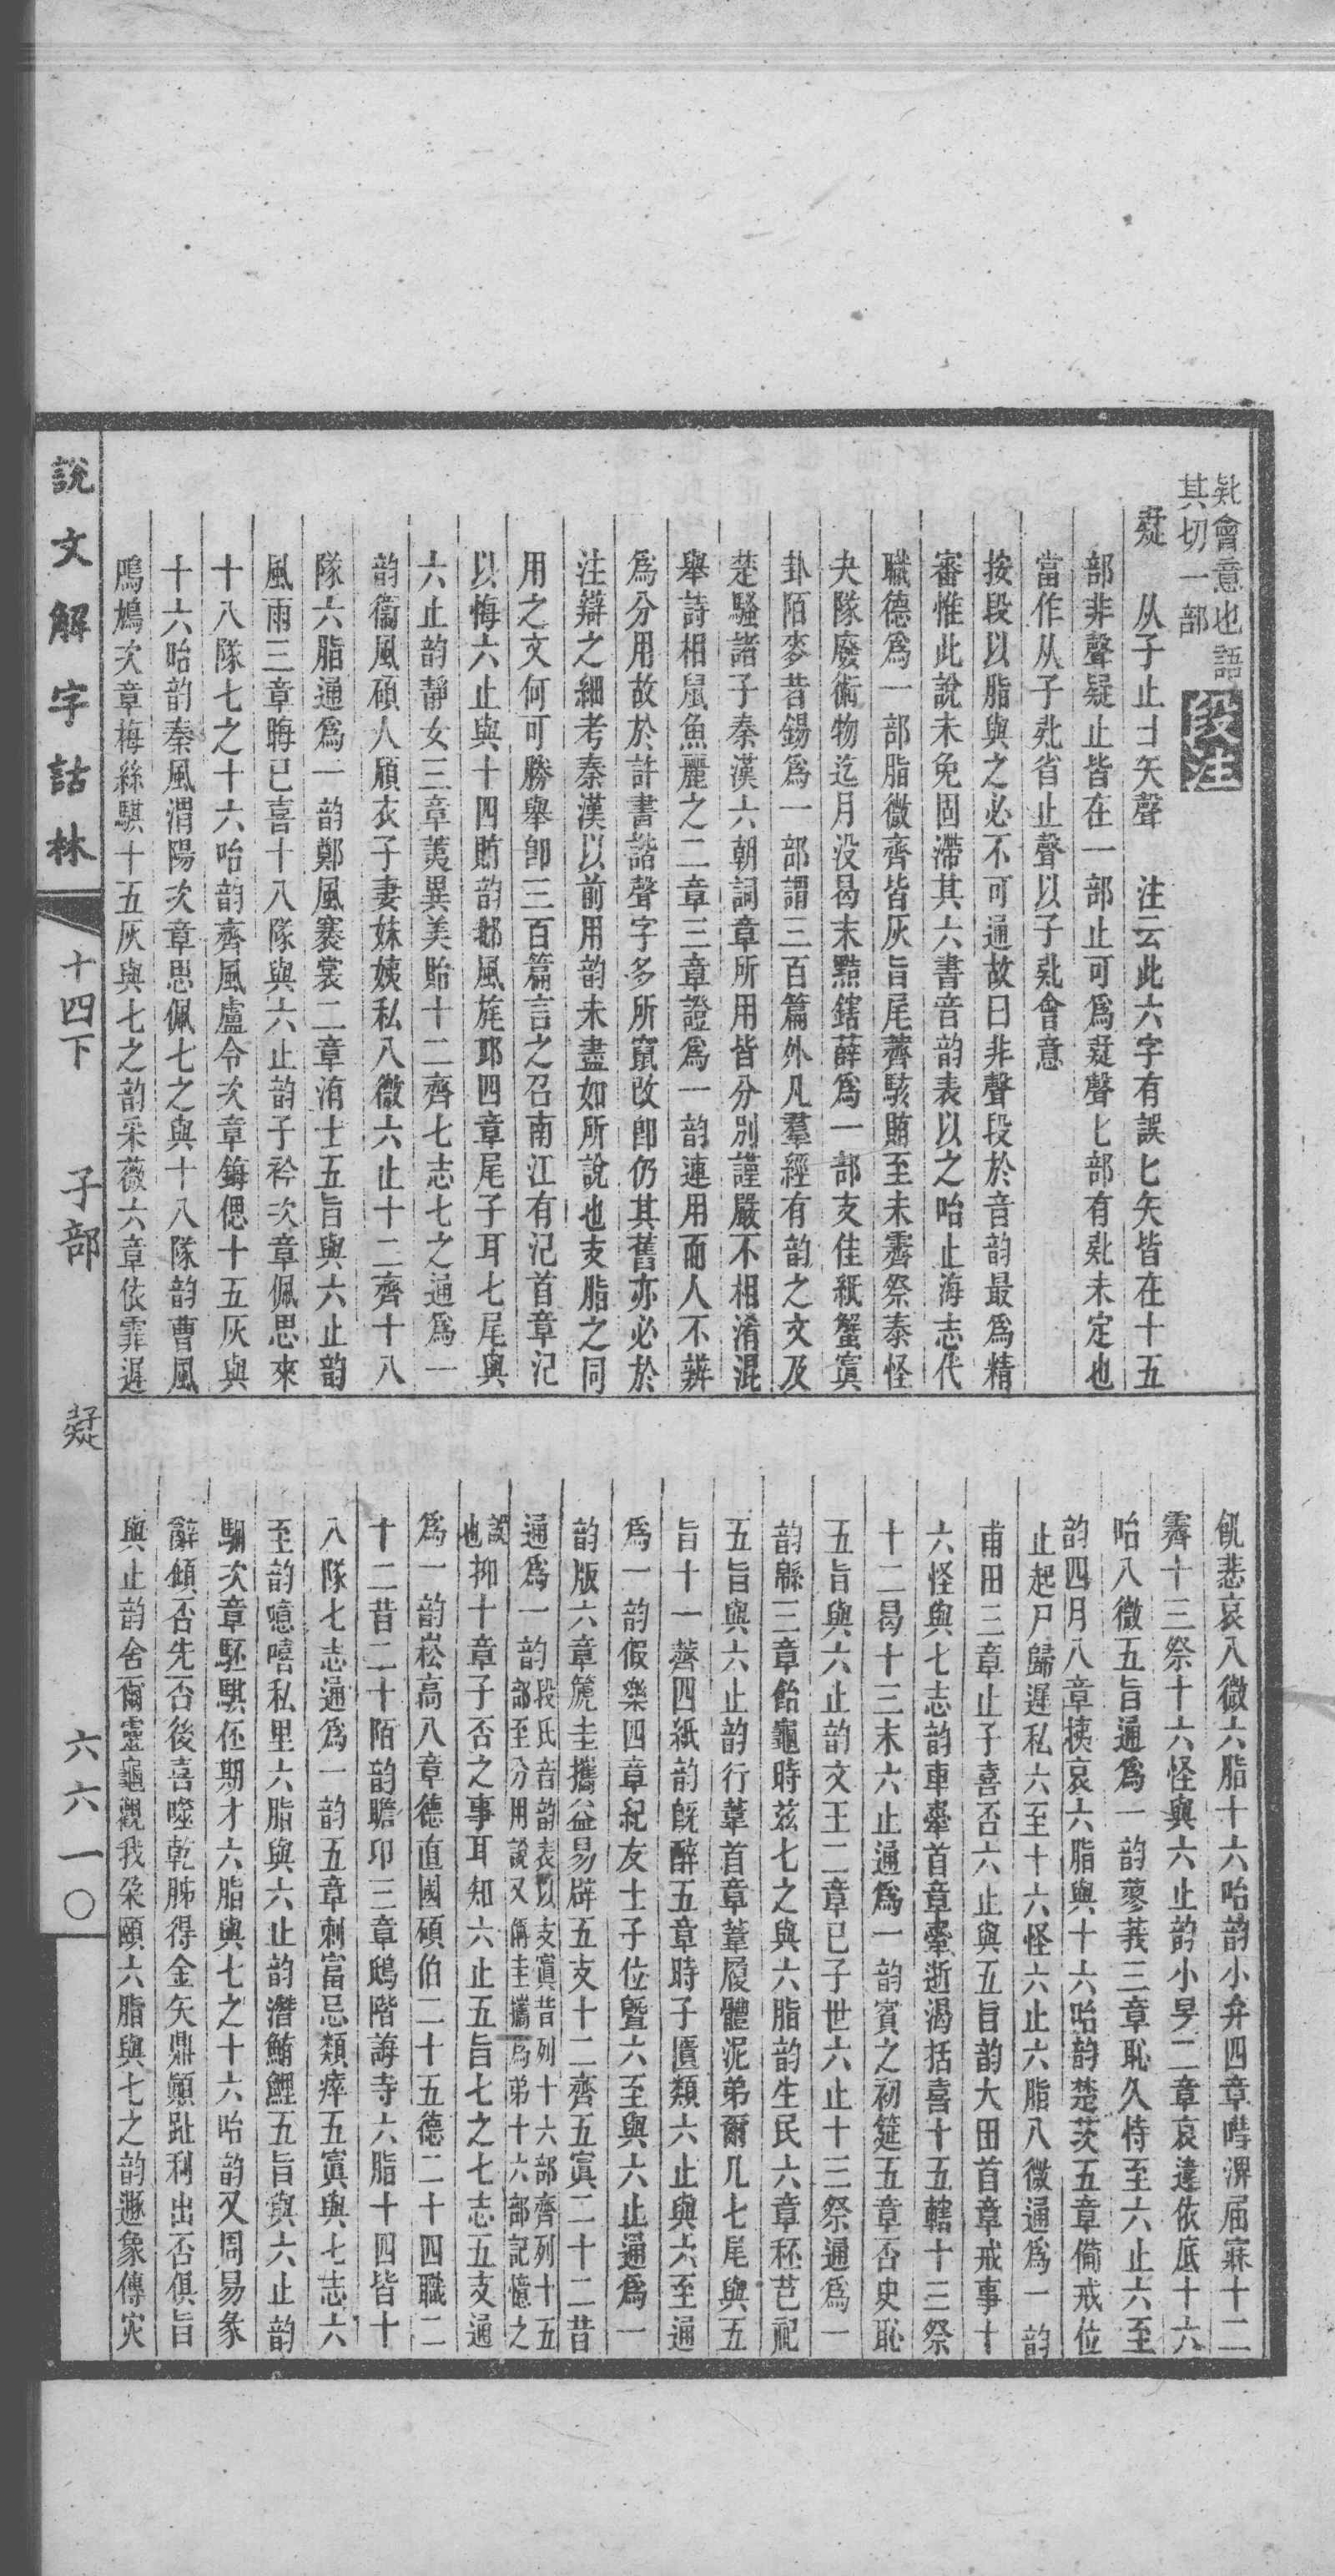 𠤗會意也語
其切一部
段注
疑　从子止匕矢聲　注云此六字有誤匕矢皆在十五
部非聲疑止皆在一部止可爲疑聲匕部有𠤗未定也
當作从子𠤗省止聲以子𠤗會意
按段以脂與之必不可通故曰非聲段於音韵最爲精
審惟此說未免固滯其六書音韵表以之咍止海志代
職德爲一部脂微齊皆灰旨尾薺駭賄至未霽祭泰怪
夬隊廢術物迄月没曷末黠鎋薛爲一部支佳紙蟹寘
卦陌麥昔錫爲一部謂三百篇外凡羣經有韵之文及
楚騷諸子秦漢六朝詞章所用皆分別謹嚴不相淆混
舉詩相鼠魚麗之二章三章證爲一韵連用而人不辨
爲分用故於許書諧聲字多所竄改卽仍其舊亦必於
注辯之細考秦漢以前用韵未盡如所說也支脂之同
用之文何可勝舉卽三百篇言之召南江有汜首章汜
以悔六止與十四賄韵邶風旄邱四章尾子耳七尾與
六止韵靜女三章荑異美貽十二齊七志七之通爲一
韵衞風碩人頎衣子妻妹姨私八微六止十二齊十八
隊六脂通爲一韵鄭風褰裳二章洧士五旨與六止韵
風雨三章晦已喜十八隊與六止韵子衿次章佩思來
十八隊七之十六咍韵齊風盧令次章鋂偲十五灰與
十六咍韵秦風渭陽次章思佩七之與十八隊韵曹風
鳲鳩次章梅絲騏十五灰與七之韵采薇六章依霏遲
飢悲哀八微六脂十六咍韵小弁四章嘒淠屆寐十二
霽十三祭十六怪與六止韵小旻二章哀違依底十六
咍八微五旨通爲一韵蓼莪三章恥久恃至六止六至
韵四月八章桋哀六脂與十六咍韵楚茨五章備戒位
止起尸歸遲私六至十六怪六止六脂八微通爲一韵
甫田三章止子喜否六止與五旨韵大田首章戒事十
六怪與七志韵車舝首章舝逝渴括喜十五轄十三祭
十二曷十三末六止通爲一韵賓之初筵五章否史恥
五旨與六止韵文王二章已子世六止十三祭通爲一
韵緜三章飴龜時茲七之與六脂韵生民六章秠芑祀
五旨與六止韵行葦首章葦履體泥弟爾几七尾與五
旨十一薺四紙韵旣醉五章時子匱類六止與六至通
爲一韵假樂四章紀友士子位曁六至與六止通爲一
韵版六章篪圭攜益易辟五支十二齊五寘二十二昔
通爲一韵段氏音韵表以支寘昔列十六部齊列十五部至分用說又偁圭攜爲弟十六部記憶之
誤也抑十章子否之事耳知六止五旨七之七志五支通
爲一韵崧高八章德直國碩伯二十五德二十四職二
十二昔二十陌韵瞻卬三章鴟階誨寺六脂十四皆十
八隊七志通爲一韵五章刺富忌類瘁五寘與七志六
至韵噫嘻私里六脂與六止韵潛鮪鯉五旨與六止韵
駉次章駓騏伾期才六脂與七之十六咍韵又周易彖
辭傾否先否後喜噬乾胏得金矢鼎顚趾利出否俱旨
與止韵舍爾靈龜觀我朶頤六脂與七之韵遯象傳災
說文解字詁林　十四下　子部　疑　六六一〇